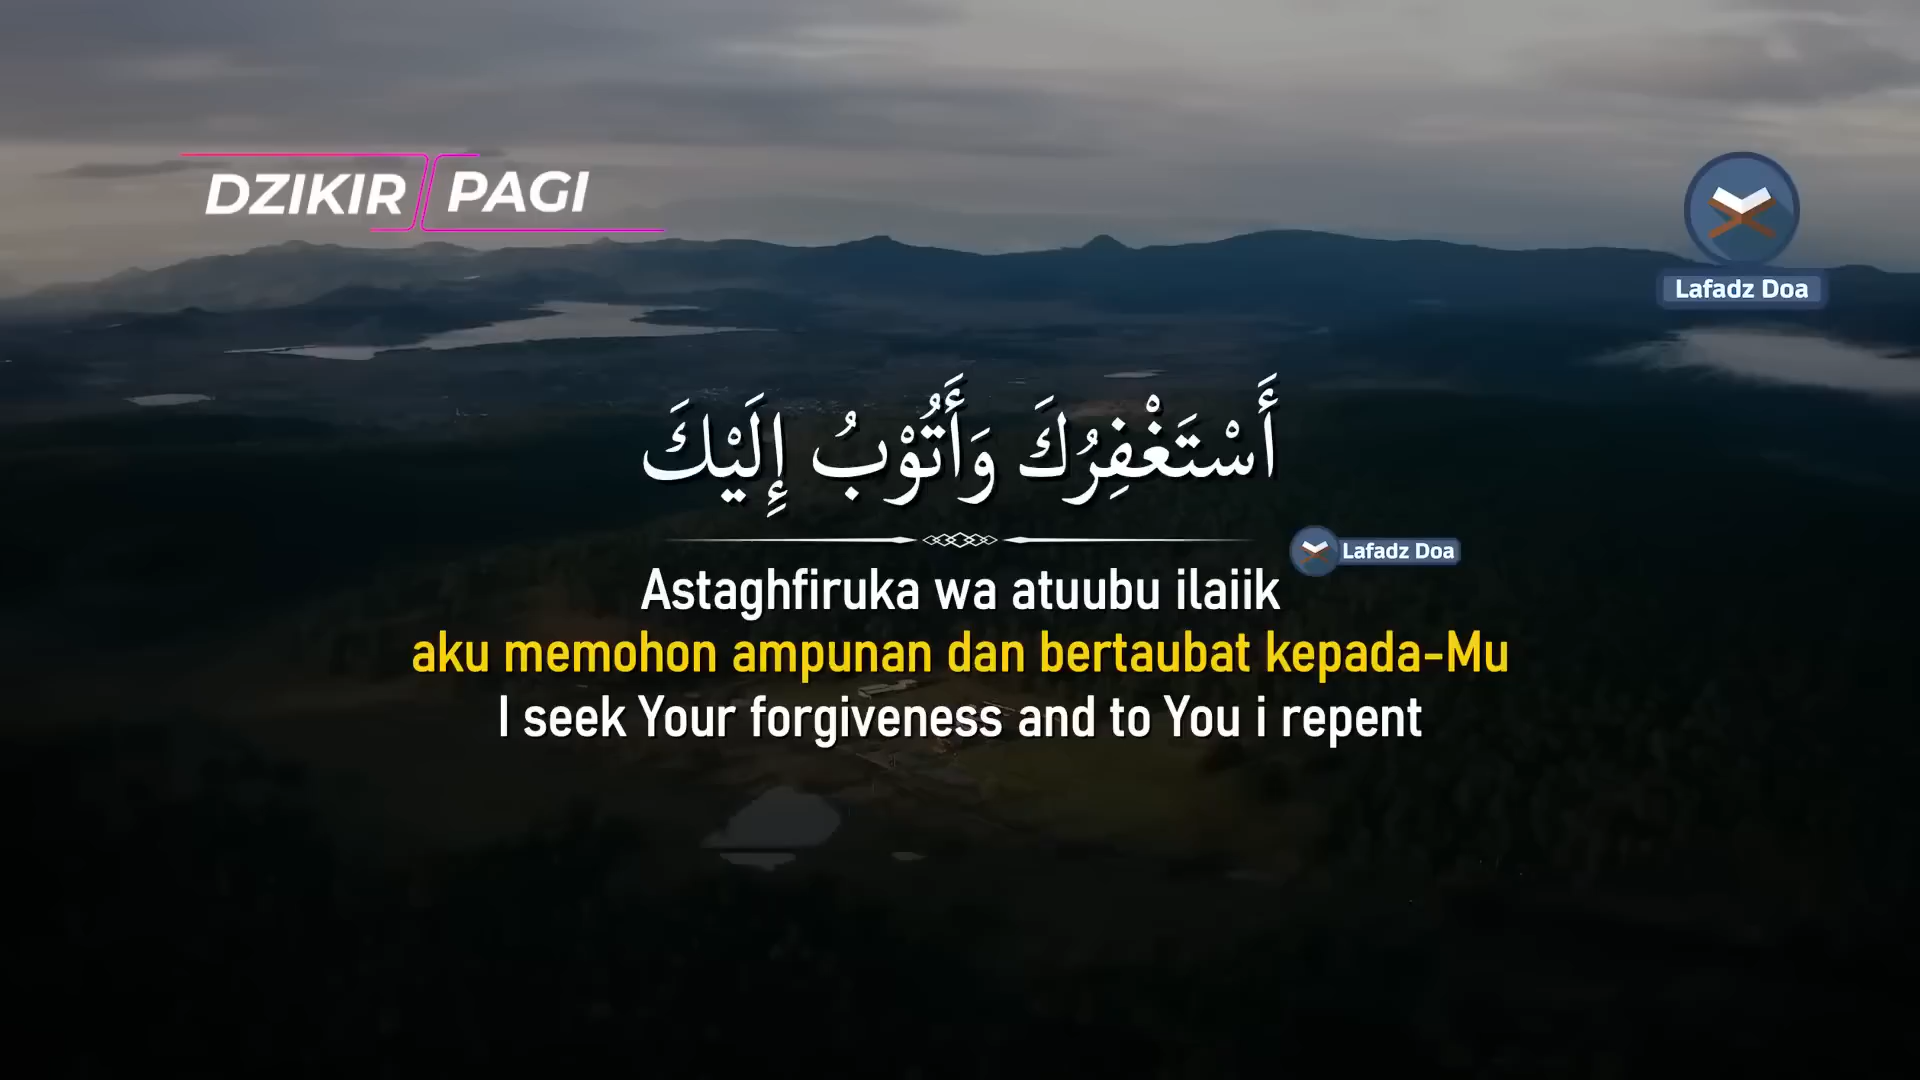 DZIKIR PAGI
Lafadz Doa
أَسْتَغْفِرُكَ وَأَتُوْبُ إِلَيْكَ
Lafadz Doa
Astaghfiruka wa atuubu ilaiik
aku memohon ampunan dan bertaubat kepada-Mu
I seek Your forgiveness and to You i repent